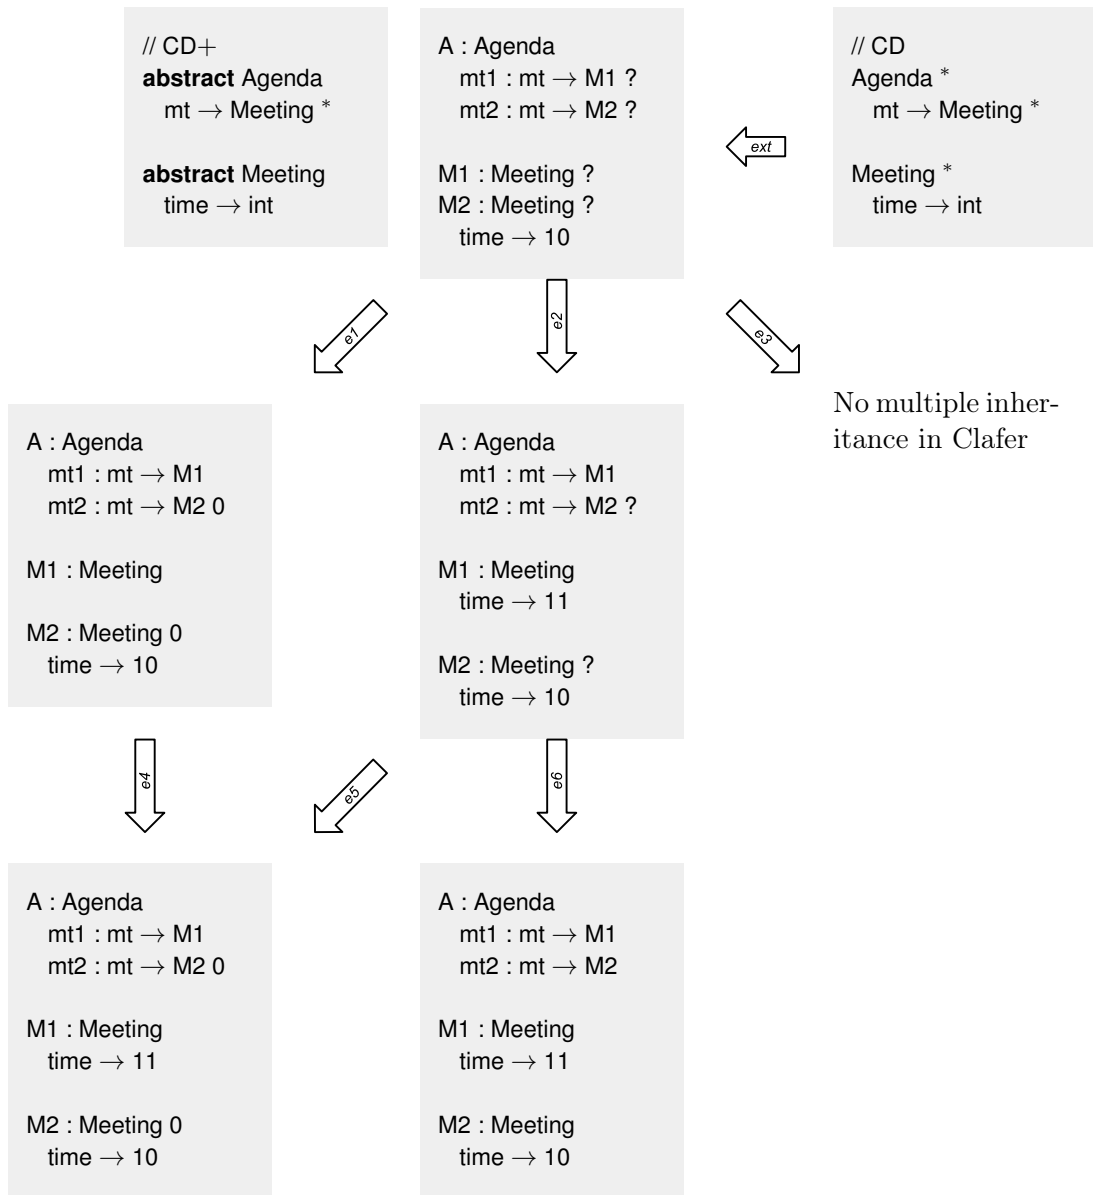 // CD+
abstract Agenda
mt → Meeting *
abstract Meeting
time → int
A : Agenda
mt1 : mt → M1 ?
mt2 : mt → M2 ?
M1 : Meeting ?
M2 : Meeting ?
time → 10
// CD
Agenda *
mt → Meeting *
Meeting *
time → int
ext
e1
e2
e3
A : Agenda
mt1 : mt → M1
mt2 : mt → M2 0
M1 : Meeting
M2 : Meeting 0
time → 10
A : Agenda
mt1 : mt → M1
mt2 : mt → M2 ?
M1 : Meeting
time → 11
M2 : Meeting ?
time → 10
No multiple inher-
itance in Clafer
e4
e5
e6
A : Agenda
mt1 : mt → M1
mt2 : mt → M2 0
M1 : Meeting
time → 11
M2 : Meeting 0
time → 10
A : Agenda
mt1 : mt → M1
mt2 : mt → M2
M1 : Meeting
time → 11
M2 : Meeting
time → 10